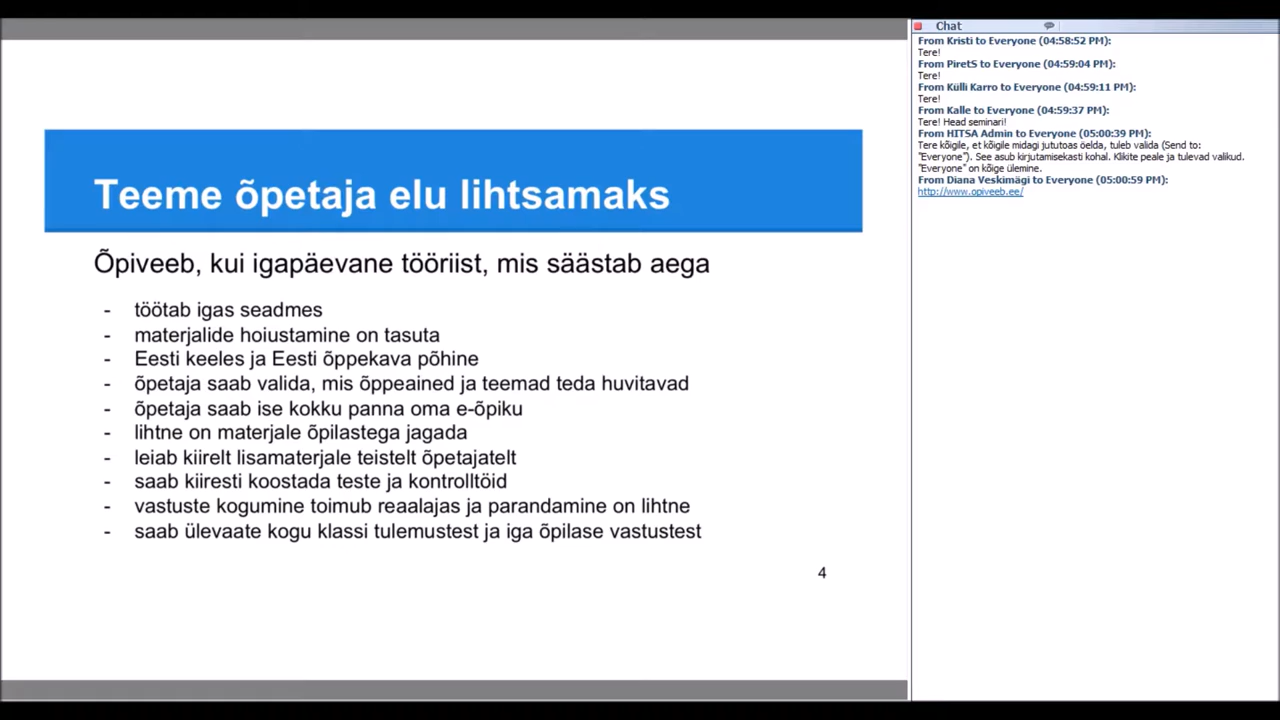 Teeme õpetaja elu lihtsamaks
Õpiveeb, kui igapäevane tööriist, mis säästab aega
- töötab igas seadmes
- materjalide hoiustamine on tasuta
- Eesti keeles ja Eesti õppekava põhine
- õpetaja saab valida, mis õppeained ja teemad teda huvitavad
- õpetaja saab ise kokku panna oma e-õpiku
- lihtne on materjale õpilastega jagada
- leiab kiirelt lisamaterjale teistelt õpetajatelt
- saab kiiresti koostada teste ja kontrolltöid
- vastuste kogumine toimub reaalajas ja parandamine on lihtne
- saab ülevaate kogu klassi tulemustest ja iga õpilase vastustest
4
Chat
From Kristi to Everyone (04:58:52 PM):
Tere!
From PiretS to Everyone (04:59:04 PM):
Tere!
From Külli Karro to Everyone (04:59:11 PM):
Tere!
From Kalle to Everyone (04:59:37 PM):
Tere! Head seminari!
From HITSA Admin to Everyone (05:00:39 PM):
Tere kõigile, et kõigile midagi jututoas öelda, tuleb valida (Send to:
"Everyone"). See asub kirjutamisekasti kohal. Klikite peale ja tulevad valikud.
"Everyone" on kõige ülemine.
From Diana Veskimägi to Everyone (05:00:59 PM):
http://www.opiveeb.ee/